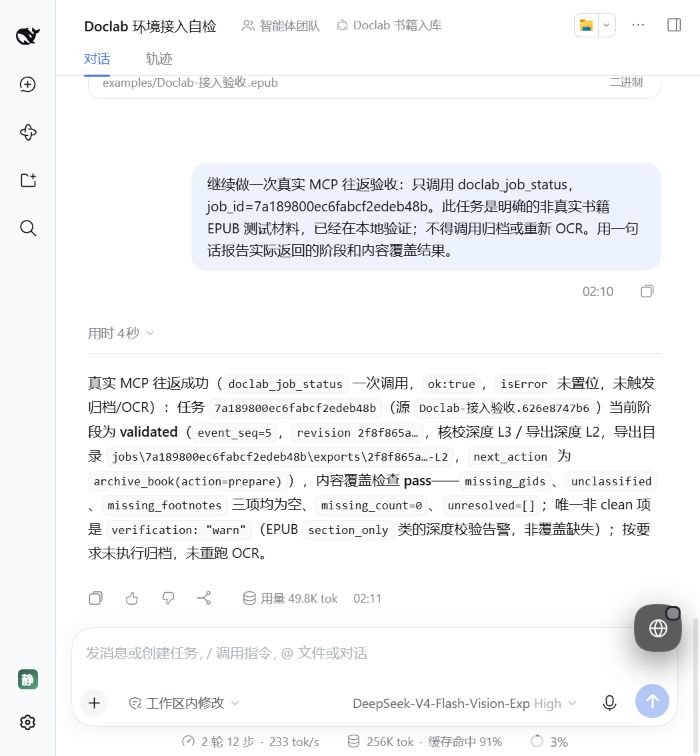 Doclab 环境接入自检
智能体团队
Doclab 书籍入库
对话
轨迹
examples/Doclab-接入验收.epub
二进制
继续做一次真实 MCP 往返验收：只调用 doclab_job_status，
job_id=7a189800ec6fabcf2edeb48b。此任务是明确的非真实书籍
EPUB 测试材料，已经在本地验证；不得调用归档或重新 OCR。用一句
话报告实际返回的阶段和内容覆盖结果。
02:10
用时 4 秒
真实 MCP 往返成功（ doclab_job_status 一次调用， ok:true ， isError 未置位，未触发
归档/OCR）：任务 7a189800ec6fabcf2edeb48b （源 Doclab-接入验收.626e8747b6 ）当前阶
段为 validated（ event_seq=5 ， revision 2f8f865a… ，核校深度 L3 / 导出深度 L2，导出目
录 jobs\7a189800ec6fabcf2edeb48b\exports\2f8f865a…-L2 ， next_action 为
archive_book(action=prepare) ），内容覆盖检查 pass—— missing_gids 、 unclassified
、 missing_footnotes 三项均为空、 missing_count=0 、 unresolved=[] ；唯一非 clean 项
是 verification: "warn" （EPUB section_only 类的深度校验告警，非覆盖缺失）；按要
求未执行归档，未重跑 OCR。
用量 49.8K tok
02:11
发消息或创建任务, / 调用指令, @ 文件或对话
静
工作区内修改
DeepSeek-V4-Flash-Vision-Exp High
2 轮 12 步 · 233 tok/s
256K tok · 缓存命中 91%
3%